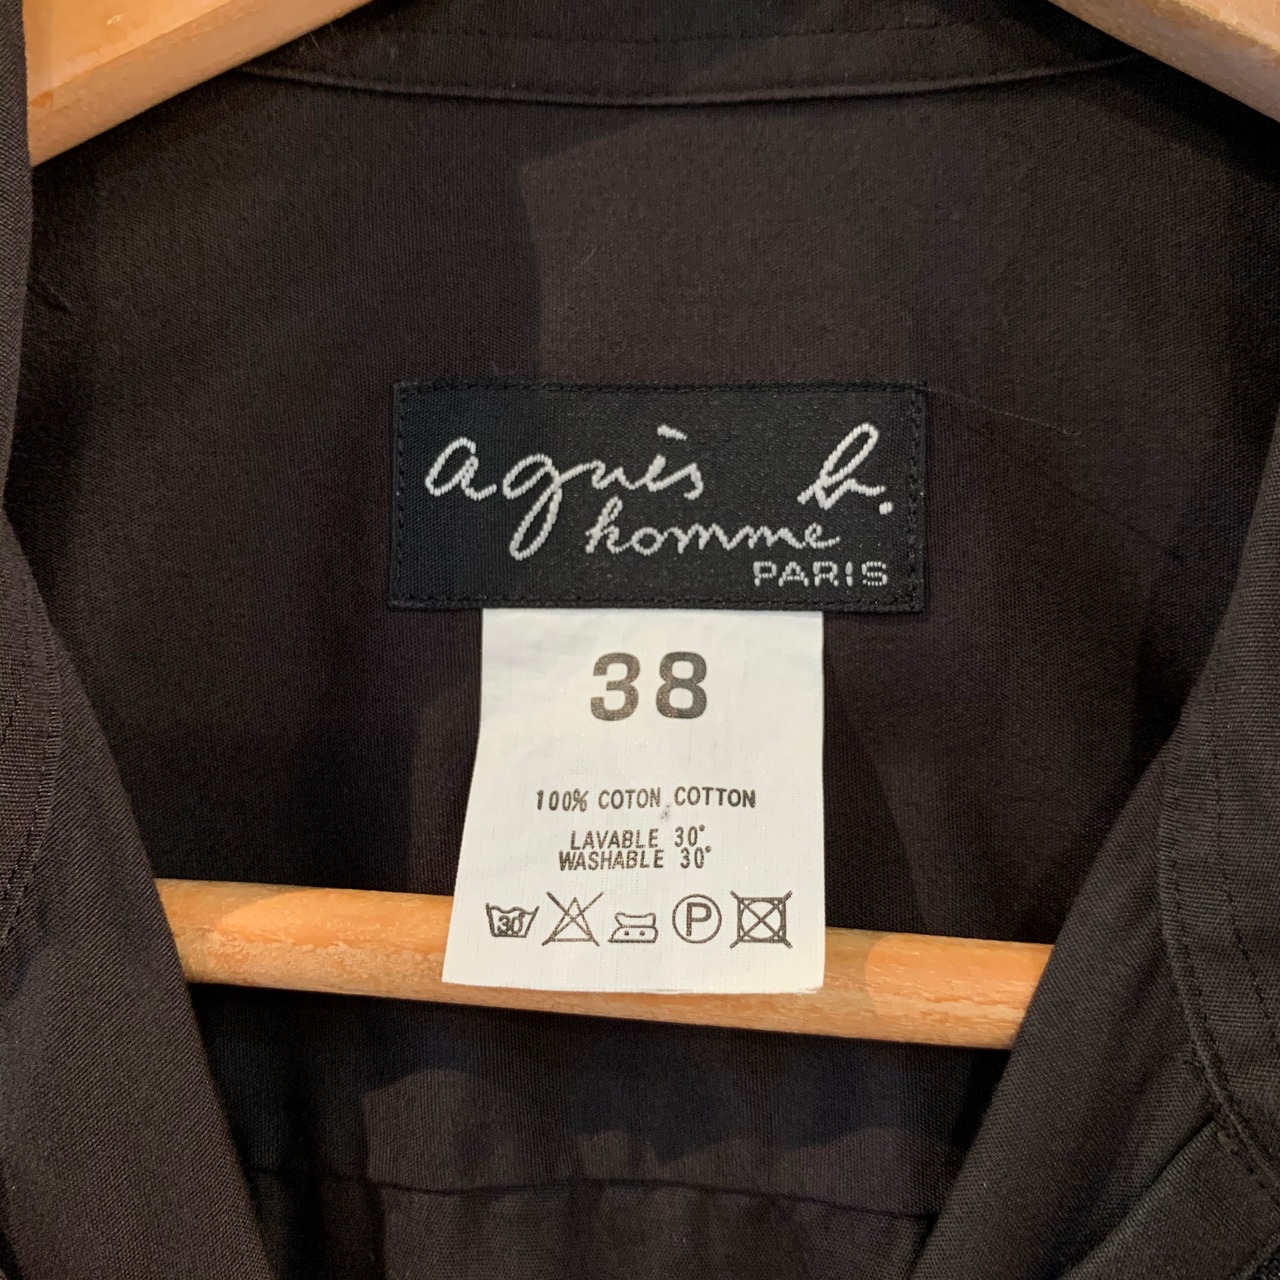 agnès b.
homme
PARIS
38
100% COTON COTTON
LAVABLE 30°
WASHABLE 30°
30 P